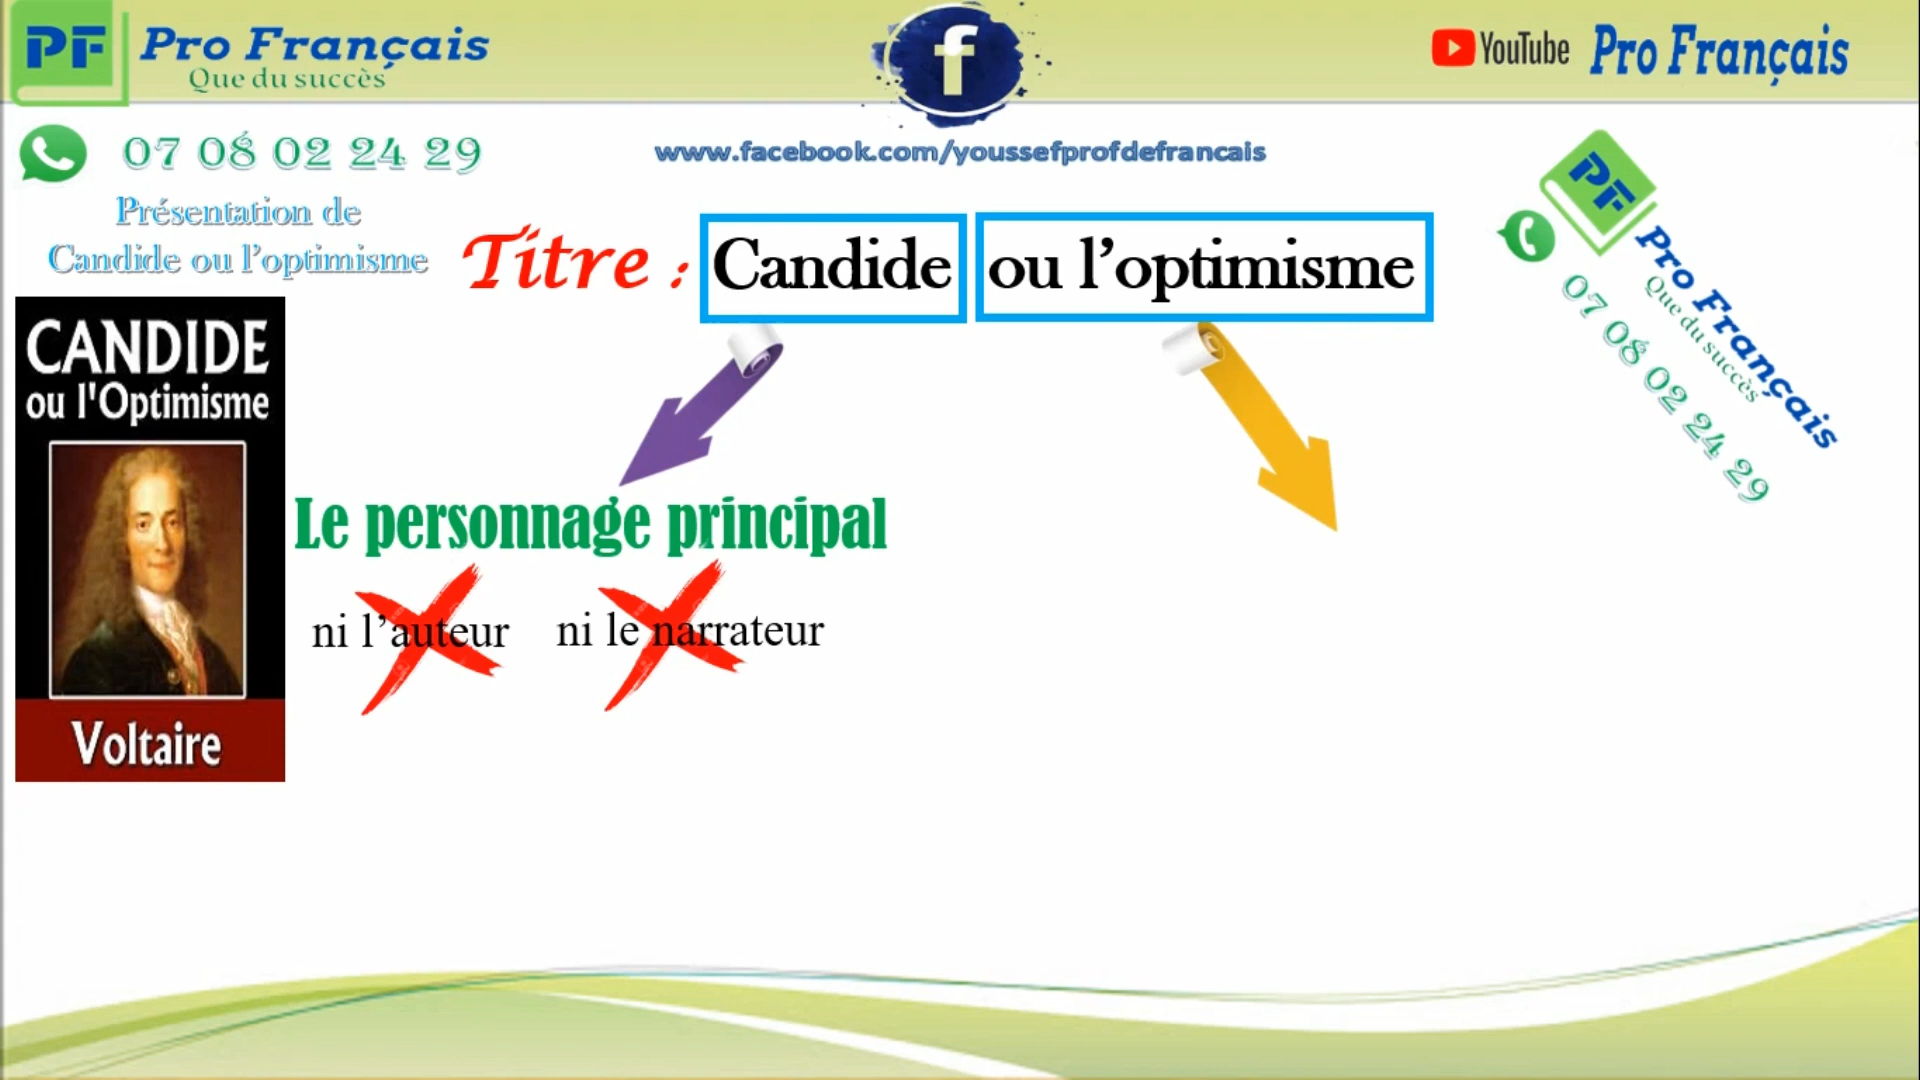 PF Pro Français
Que du succès
f
YouTube Pro Français
07 08 02 24 29
www.facebook.com/youssefprofdefrancais
Présentation de
Candide ou l'optimisme
Titre : Candide ou l'optimisme
PF
Pro Français
Que du succès
07 08 02 24 29
CANDIDE
ou l'Optimisme
Voltaire
Le personnage principal
ni l'auteur ni le narrateur